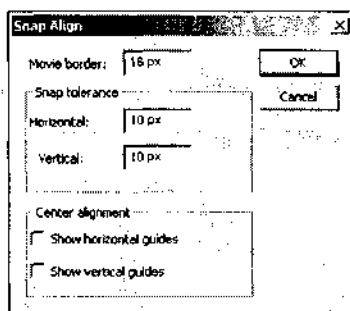 Snap Align
Movie border: 18 px
OK
Snap tolerance
Cancel
Horizontal: 10 px
Vertical: 10 px
Center alignment
Show horizontal guides
Show vertical guides